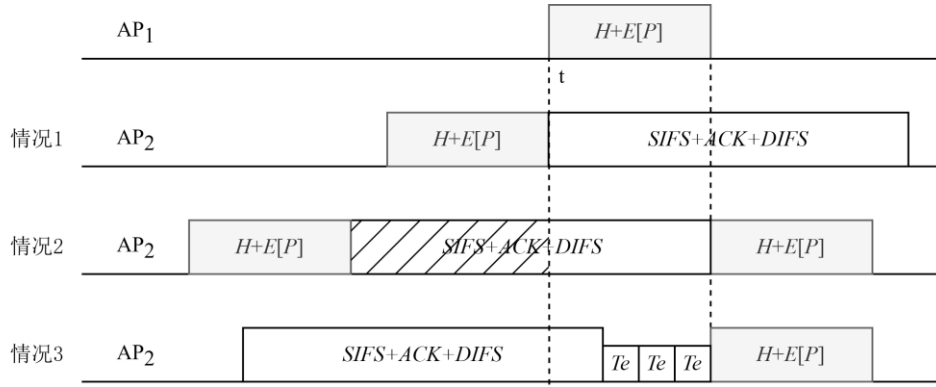 AP1 H+E[P]
t
情况1 AP2 H+E[P] SIFS+ACK+DIFS
情况2 AP2 H+E[P] SIFS+ACK+DIFS H+E[P]
情况3 AP2 SIFS+ACK+DIFS Te Te Te H+E[P]